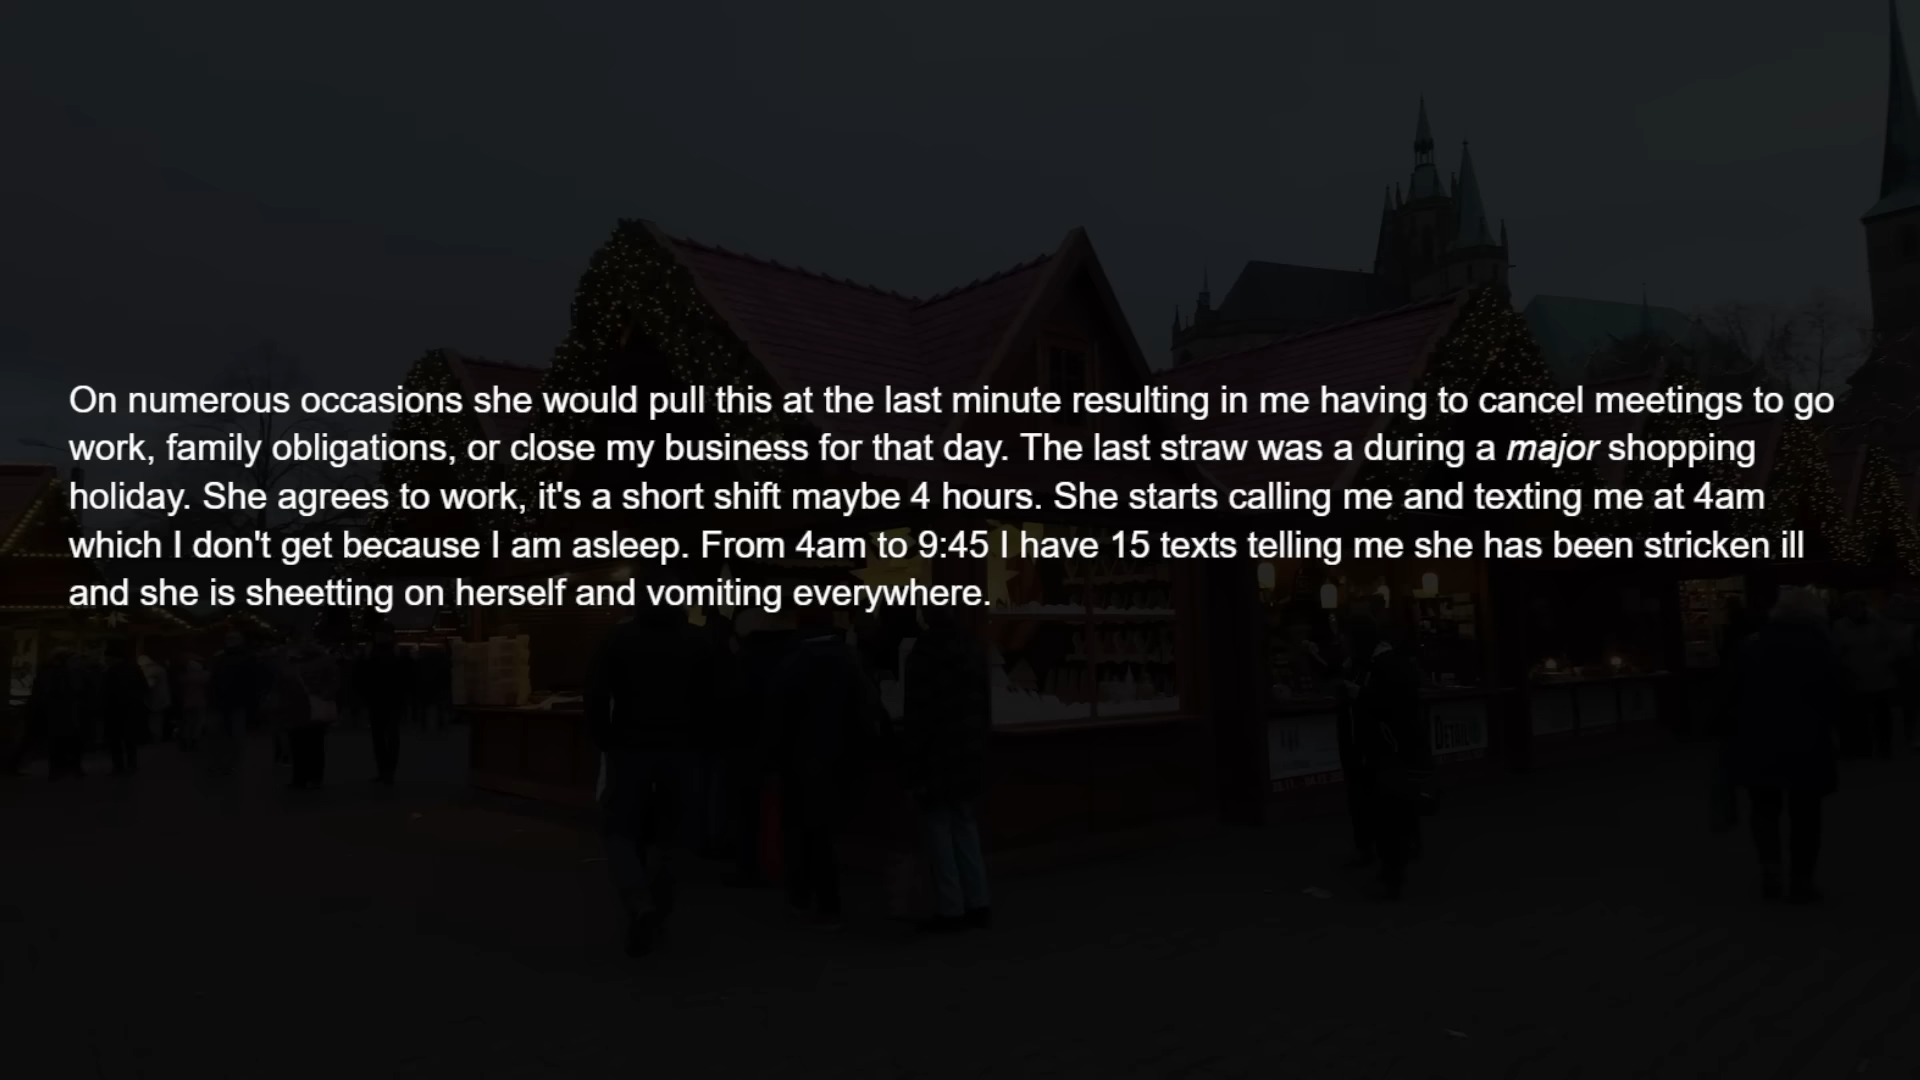 On numerous occasions she would pull this at the last minute resulting in me having to cancel meetings to go
work, family obligations, or close my business for that day. The last straw was a during a major shopping
holiday. She agrees to work, it's a short shift maybe 4 hours. She starts calling me and texting me at 4am
which I don't get because I am asleep. From 4am to 9:45 I have 15 texts telling me she has been stricken ill
and she is sheetting on herself and vomiting everywhere.